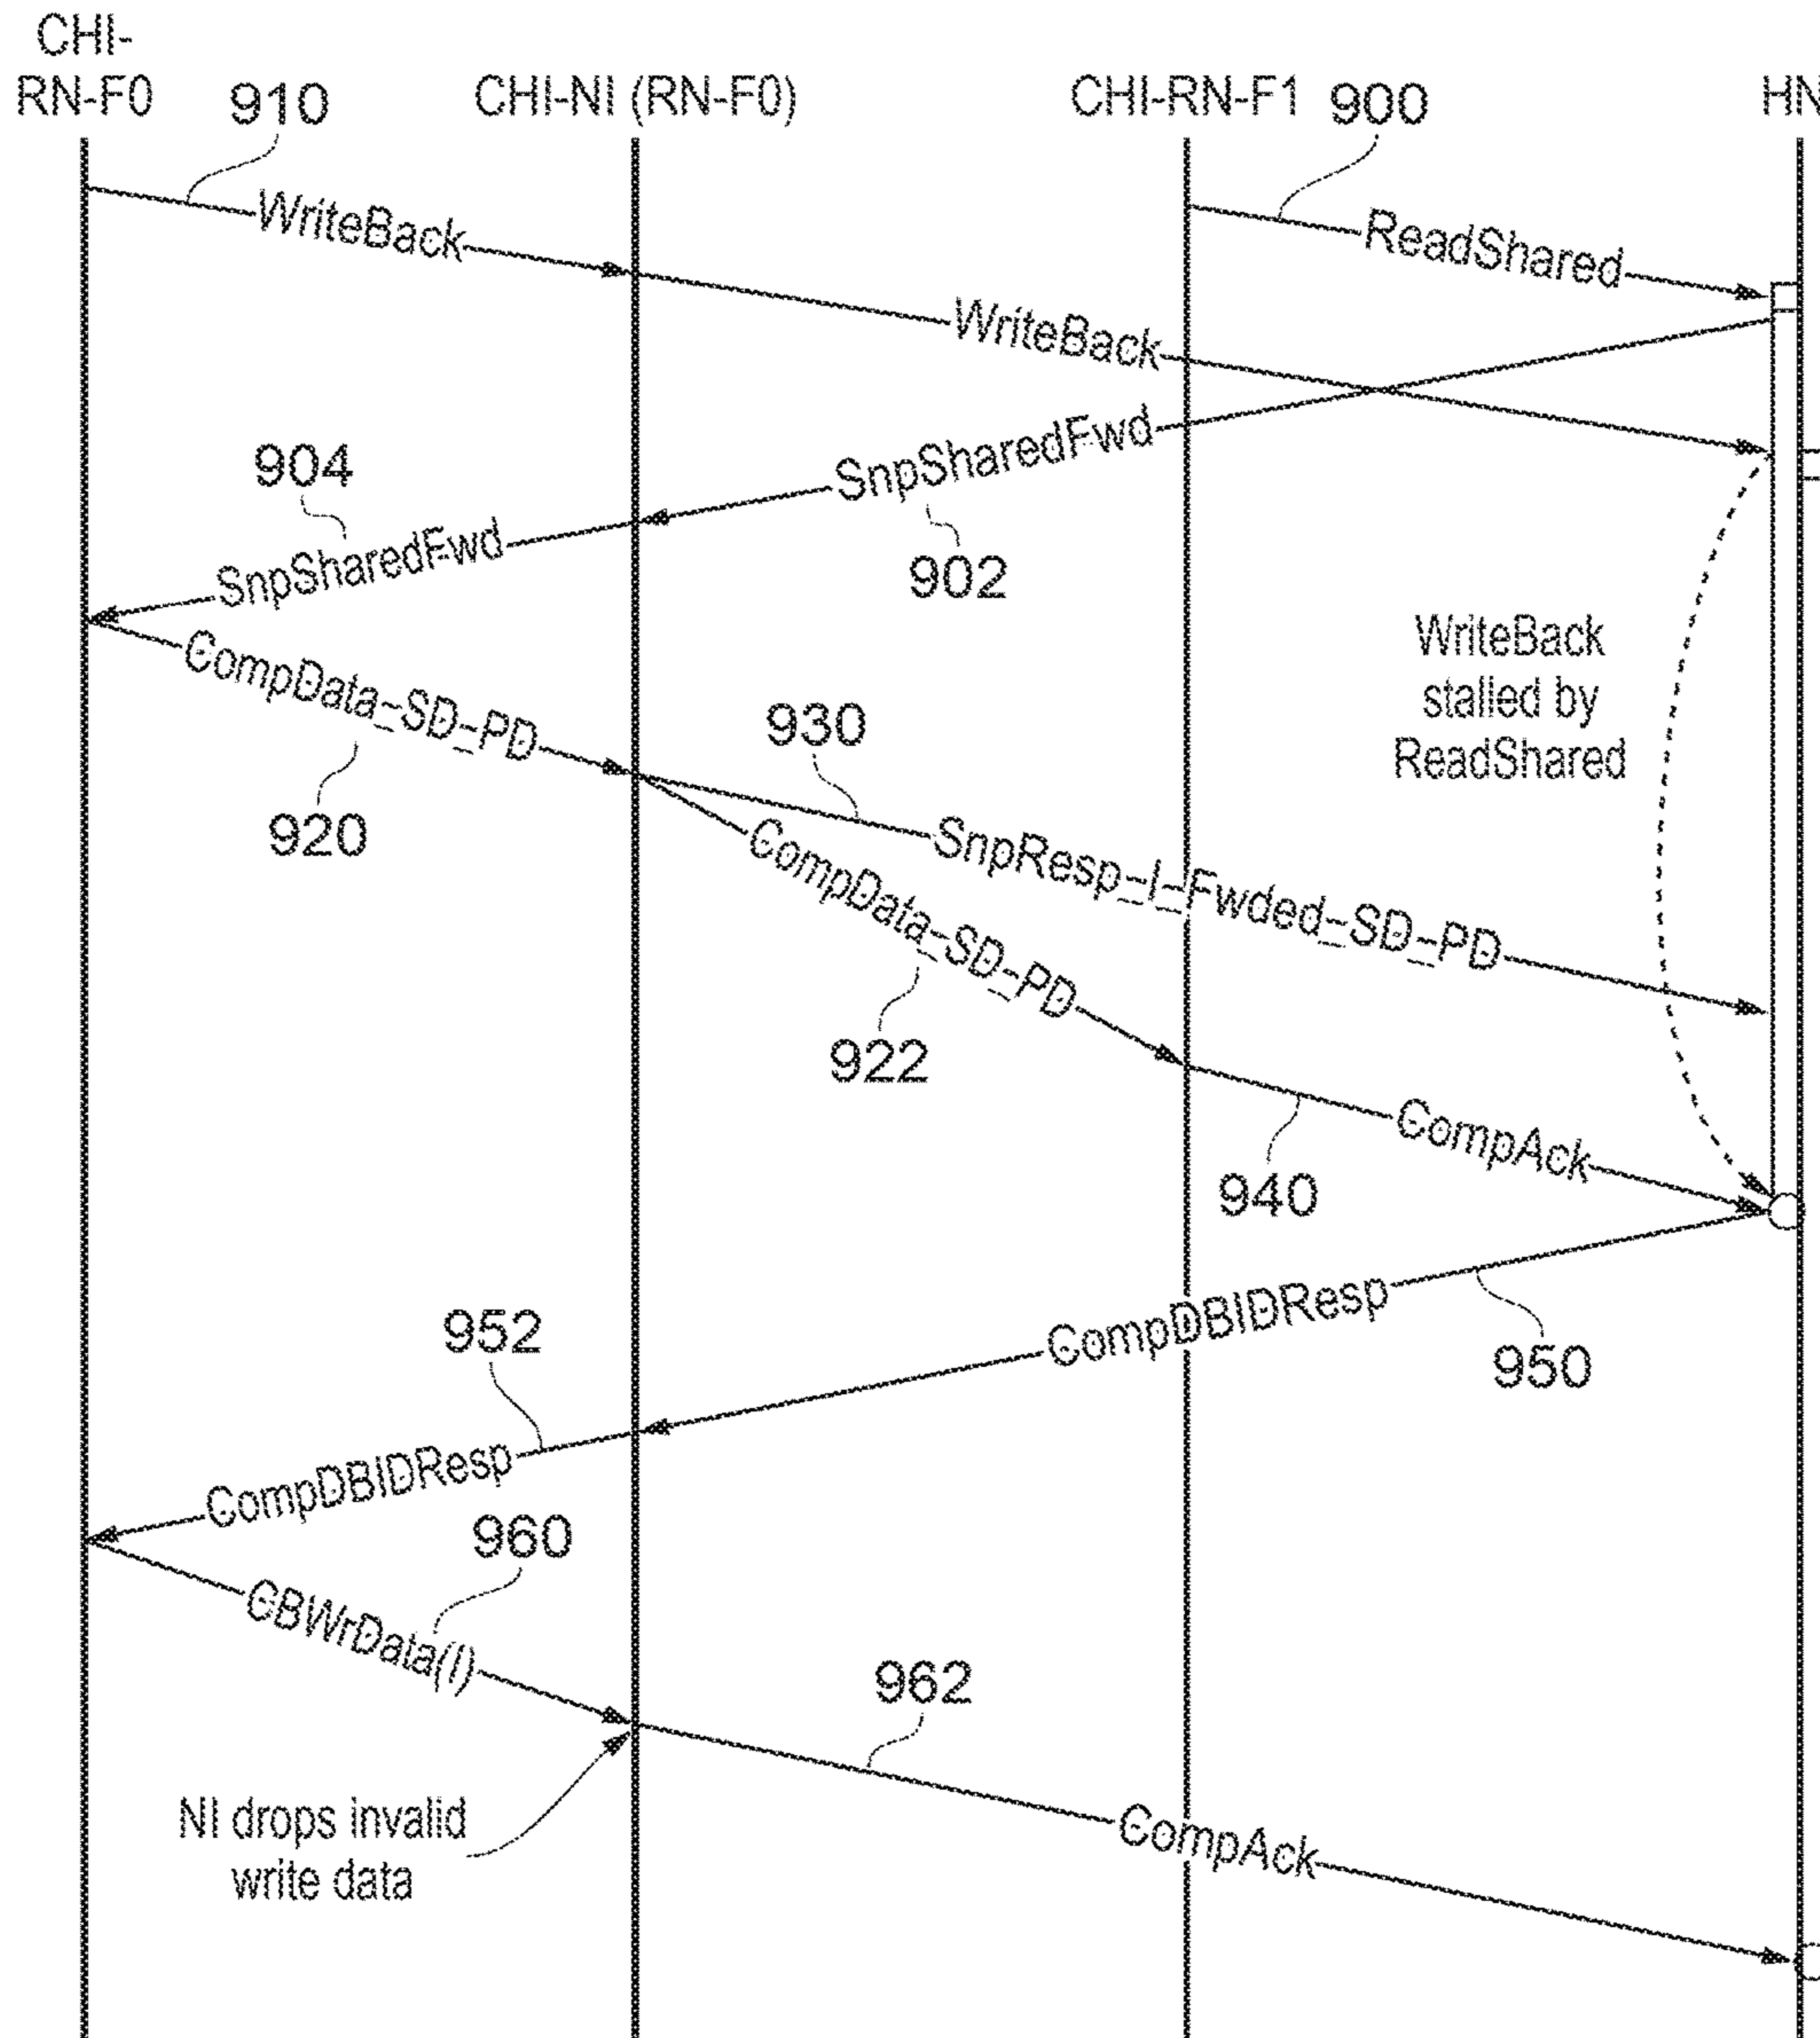 CHI-
RN-F0
910
CHI-NI (RN-F0)
CHI-RN-F1
900
HN
WriteBack
ReadShared
WriteBack
SnpSharedFwd
902
904
SnpSharedFwd
WriteBack
stalled by
ReadShared
CompData_SD_PD
920
930
SnpResp_I_Fwded_SD_PD
CompData_SD_PD
922
CompAck
940
CompDBIDResp
950
952
CompDBIDResp
960
CBWrData(I)
962
NI drops invalid
write data
CompAck